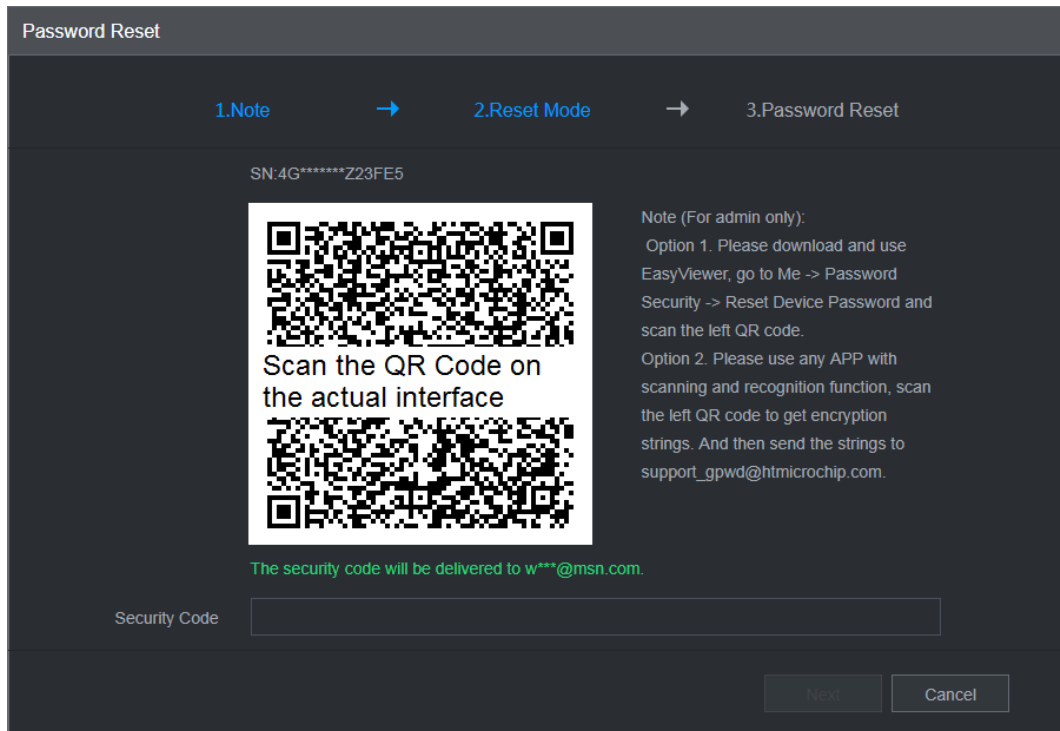 Password Reset
1.Note → 2.Reset Mode → 3.Password Reset
SN:4G*******Z23FE5
Scan the QR Code on
the actual interface
Note (For admin only):
Option 1. Please download and use
EasyViewer, go to Me -> Password
Security -> Reset Device Password and
scan the left QR code.
Option 2. Please use any APP with
scanning and recognition function, scan
the left QR code to get encryption
strings. And then send the strings to
support_gpwd@htmicrochip.com.
The security code will be delivered to w***@msn.com.
Security Code
Next Cancel